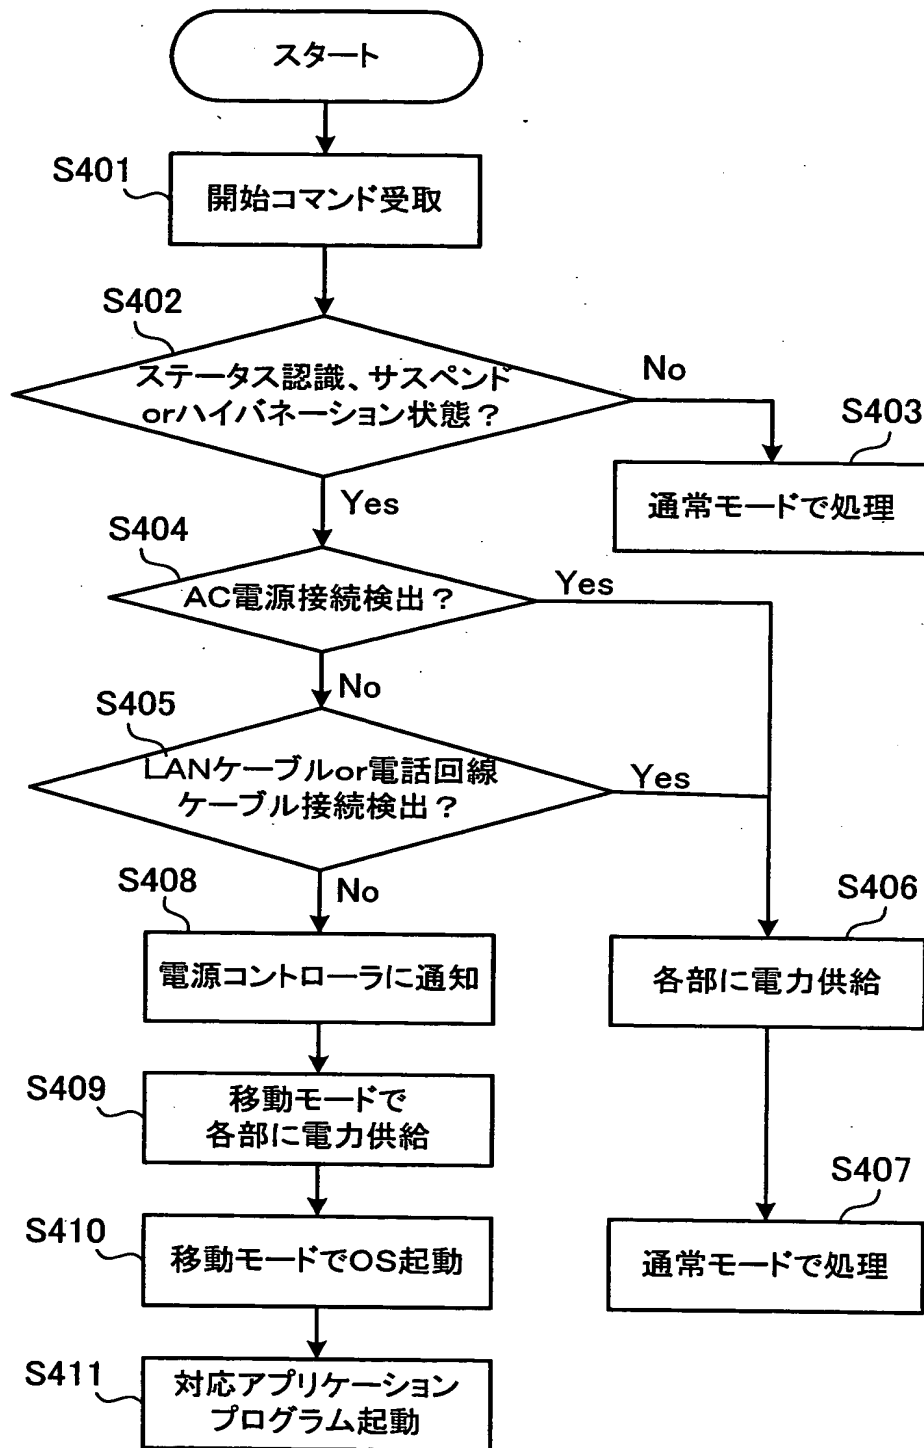 スタート
S401
開始コマンド受取
S402
ステータス認識、サスペンド
orハイバネーション状態？
No
S403
通常モードで処理
Yes
S404
AC電源接続検出？
Yes
No
S405
LANケーブルor電話回線
ケーブル接続検出？
Yes
No
S408
電源コントローラに通知
S406
各部に電力供給
S409
移動モードで
各部に電力供給
S407
通常モードで処理
S410
移動モードでOS起動
S411
対応アプリケーション
プログラム起動